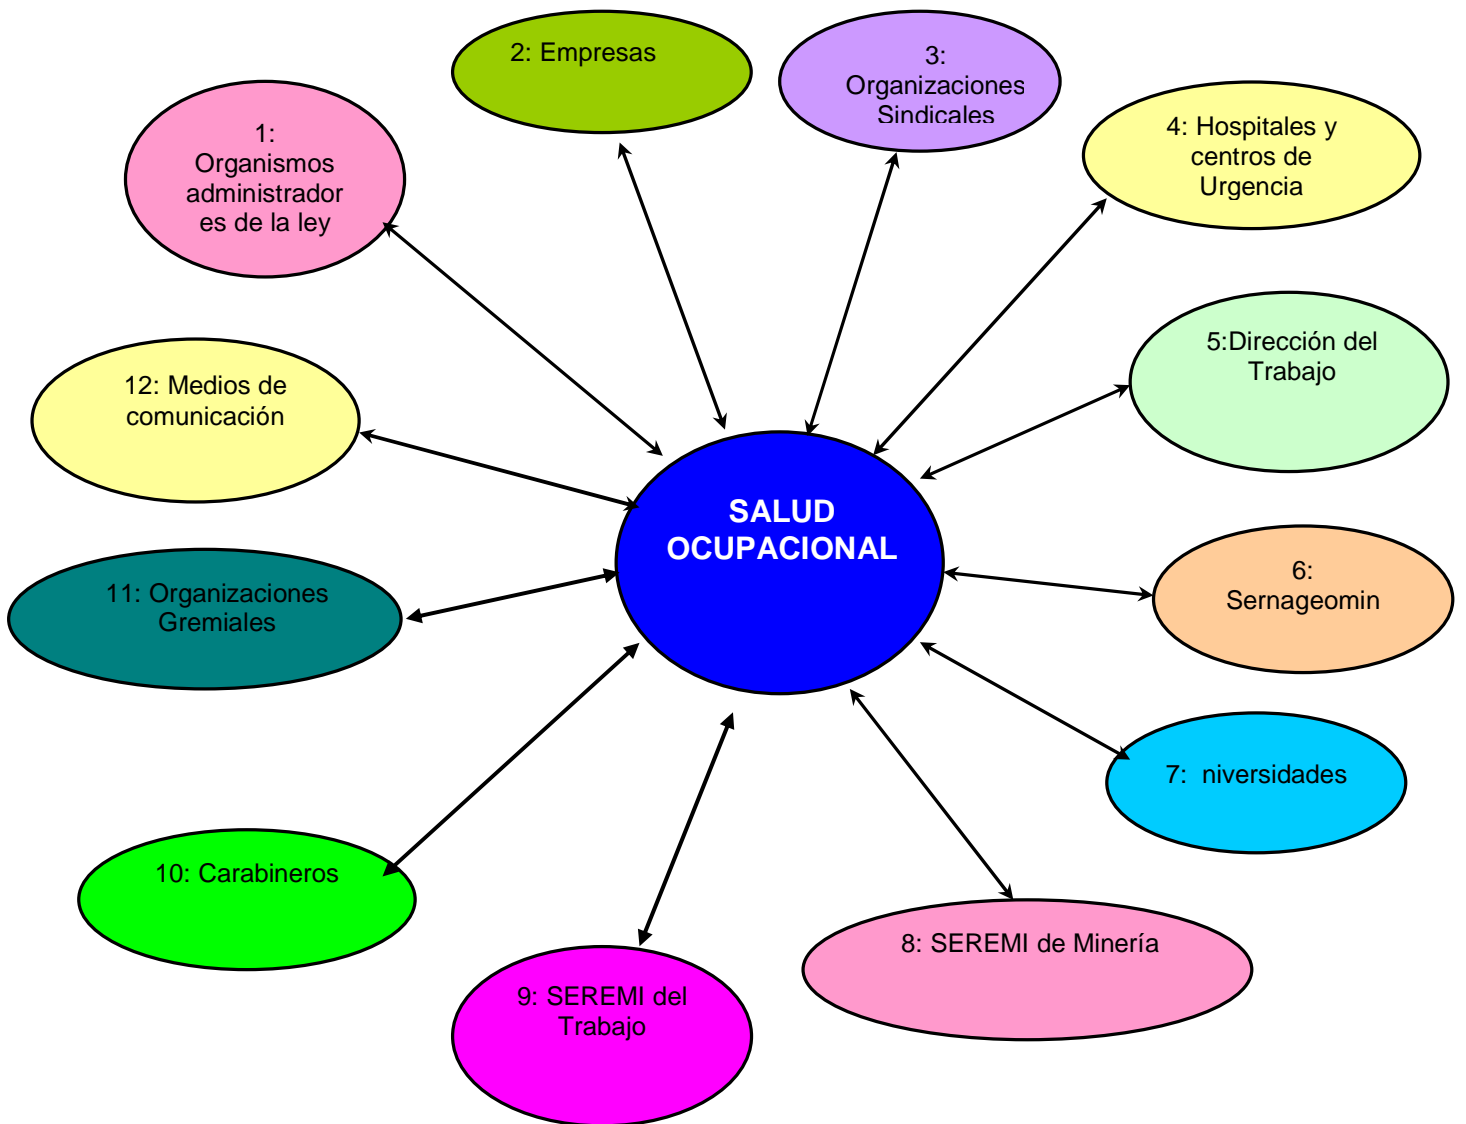 1:
Organismos
administrador
es de la ley
2: Empresas
3:
Organizaciones
Sindicales
4: Hospitales y
centros de
Urgencia
5:Dirección del
Trabajo
6:
Sernageomin
7:  niversidades
8: SEREMI de Minería
9: SEREMI del
Trabajo
10: Carabineros
11: Organizaciones
Gremiales
12: Medios de
comunicación
SALUD
OCUPACIONAL